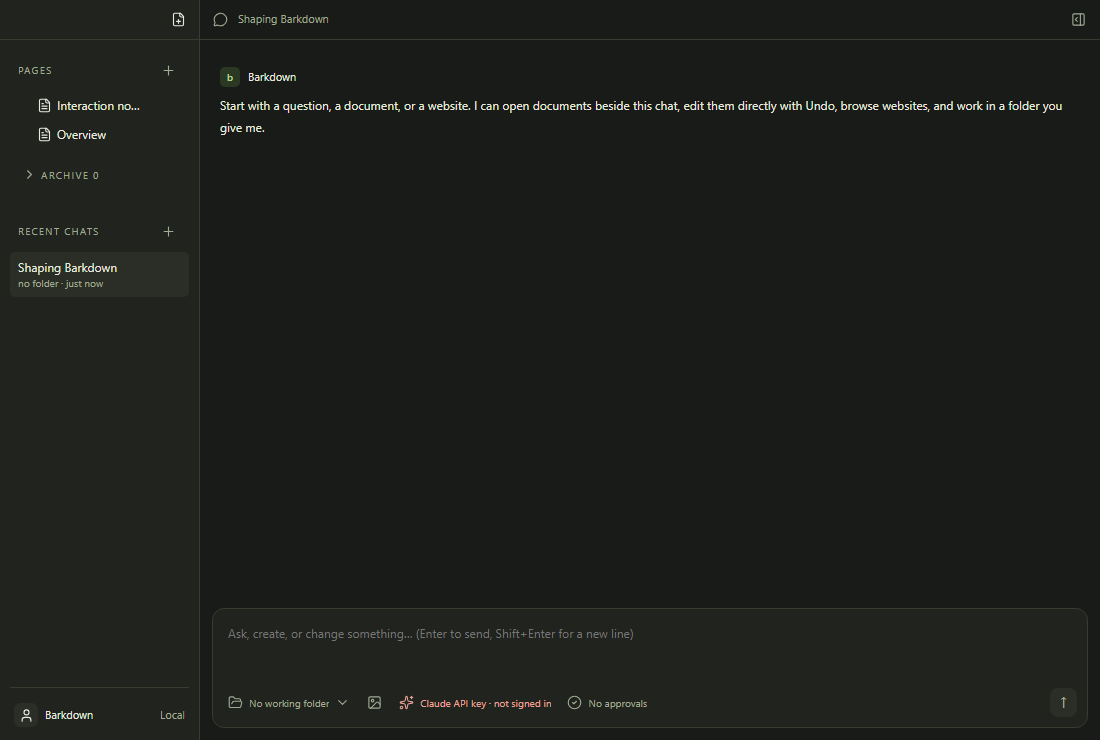 Shaping Barkdown
PAGES
Interaction no...
Overview
ARCHIVE 0
RECENT CHATS
Shaping Barkdown
no folder · just now
Barkdown
Local
b
Barkdown
Start with a question, a document, or a website. I can open documents beside this chat, edit them directly with Undo, browse websites, and work in a folder you
give me.
Ask, create, or change something... (Enter to send, Shift+Enter for a new line)
No working folder
Claude API key · not signed in
No approvals